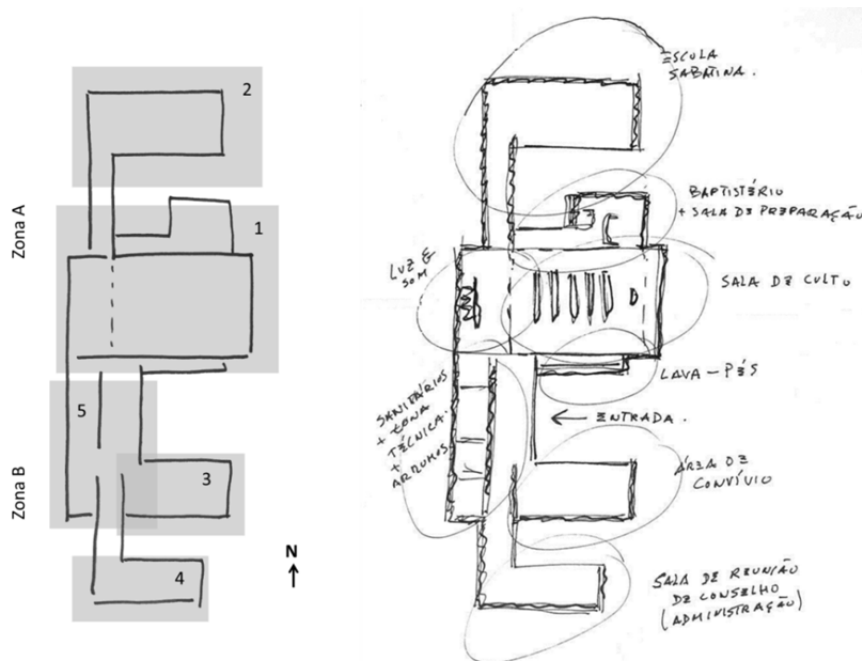 2
Zona A
1
5
Zona B
3
4
N
ESCOLA
SABATINA.
BAPTISTÉRIO
+ SALA DE PREPARAÇÃO
LUZ E
SOM
SALA DE CULTO
D
LAVA-PÉS
SANITÁRIOS
+ ZONA
TÉCNICA
+
ARRUMOS
ENTRADA.
ÁREA DE
CONVÍVIO
SALA DE REUNIÃO
DE CONSELHO
(ADMINISTRAÇÃO)